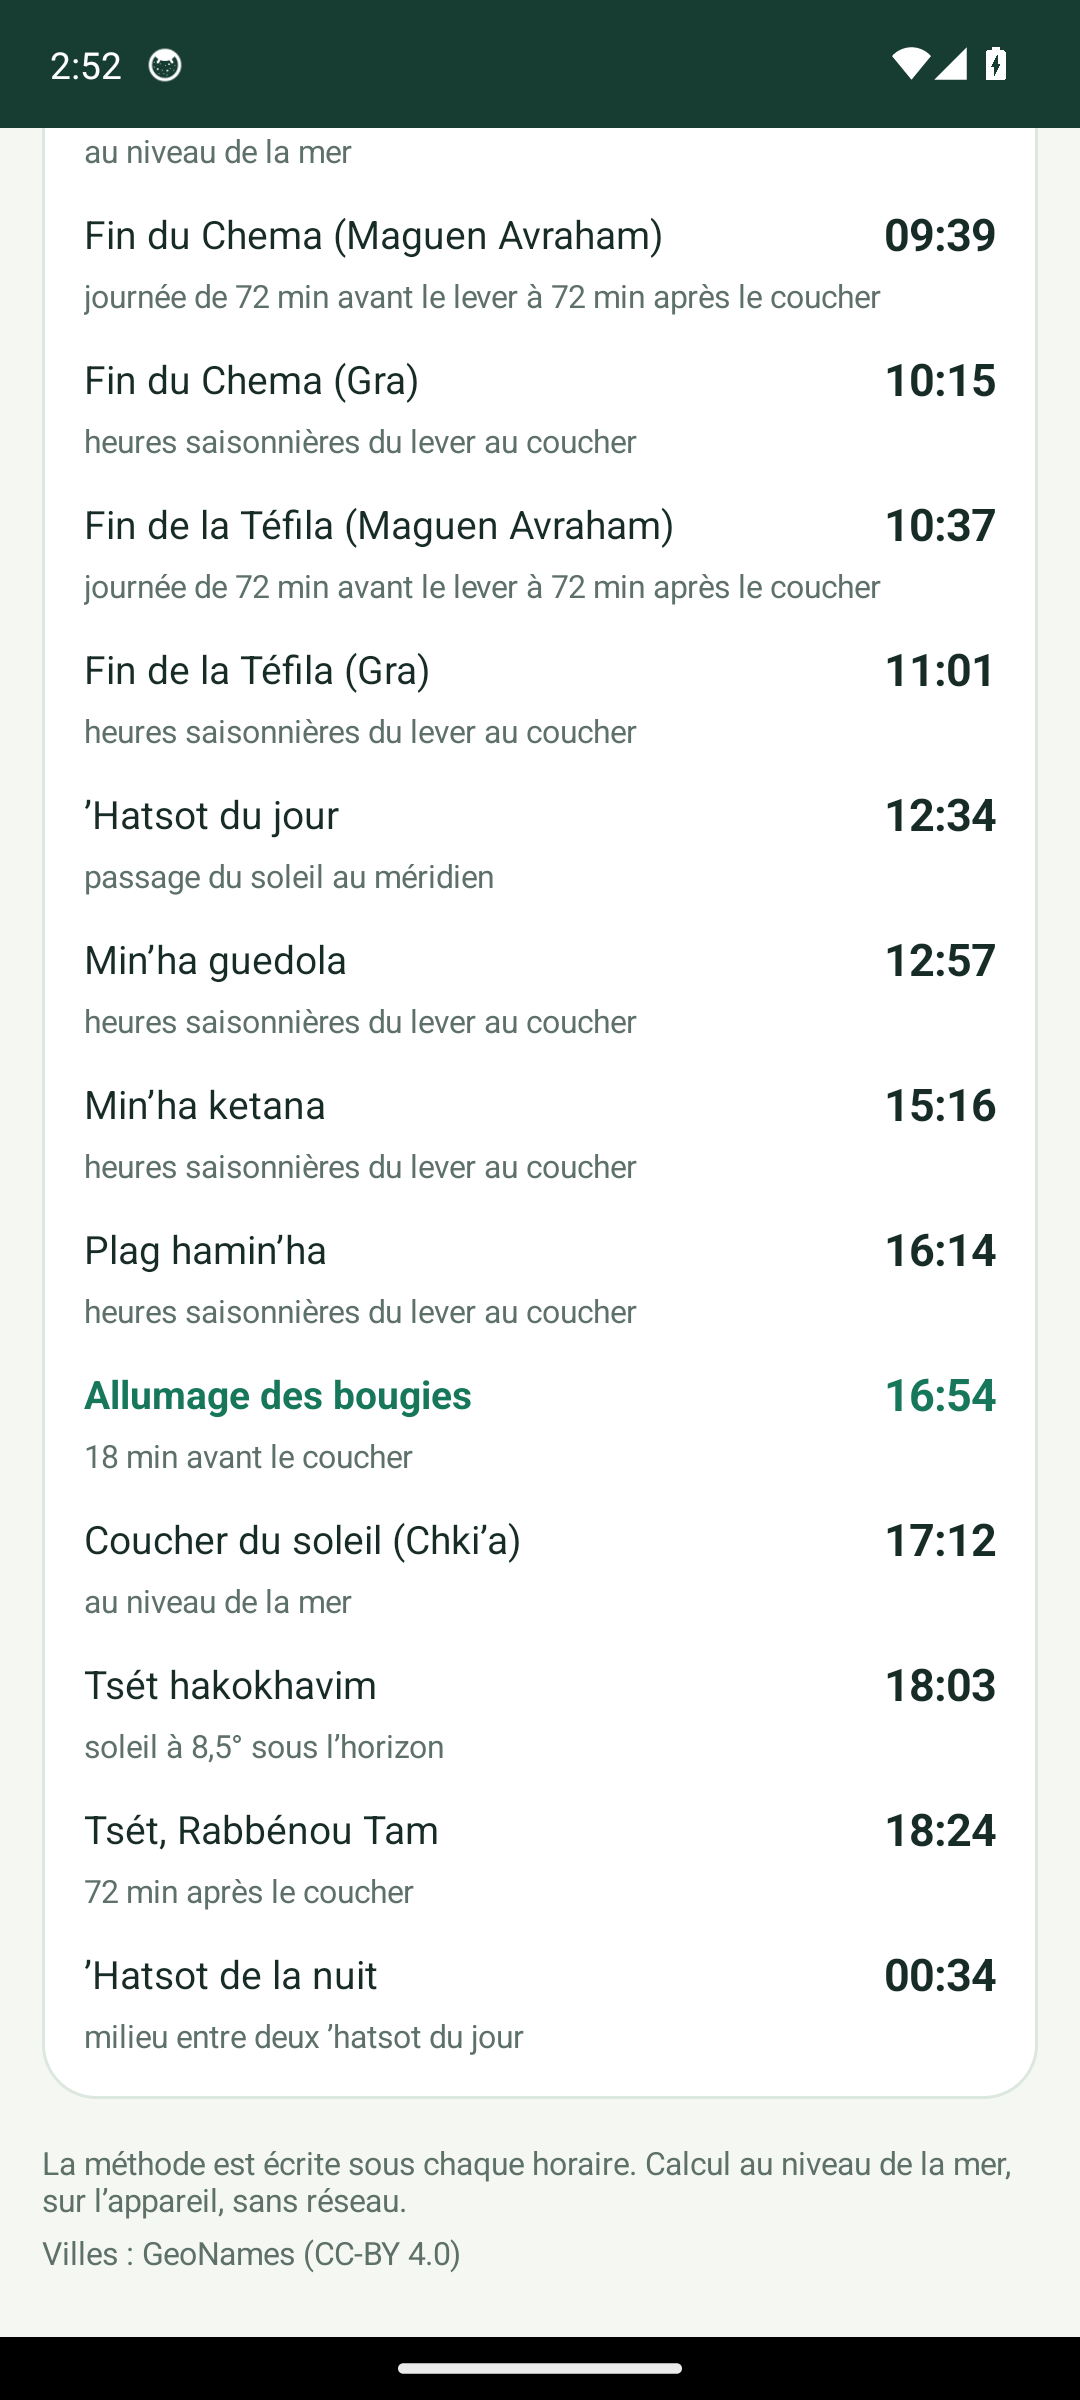 2:52
au niveau de la mer
Fin du Chema (Maguen Avraham) 09:39
journée de 72 min avant le lever à 72 min après le coucher
Fin du Chema (Gra) 10:15
heures saisonnières du lever au coucher
Fin de la Téfila (Maguen Avraham) 10:37
journée de 72 min avant le lever à 72 min après le coucher
Fin de la Téfila (Gra) 11:01
heures saisonnières du lever au coucher
’Hatsot du jour 12:34
passage du soleil au méridien
Min’ha guedola 12:57
heures saisonnières du lever au coucher
Min’ha ketana 15:16
heures saisonnières du lever au coucher
Plag hamin’ha 16:14
heures saisonnières du lever au coucher
Allumage des bougies 16:54
18 min avant le coucher
Coucher du soleil (Chki’a) 17:12
au niveau de la mer
Tsét hakokhavim 18:03
soleil à 8,5° sous l’horizon
Tsét, Rabbénou Tam 18:24
72 min après le coucher
’Hatsot de la nuit 00:34
milieu entre deux ’hatsot du jour
La méthode est écrite sous chaque horaire. Calcul au niveau de la mer,
sur l’appareil, sans réseau.
Villes : GeoNames (CC-BY 4.0)